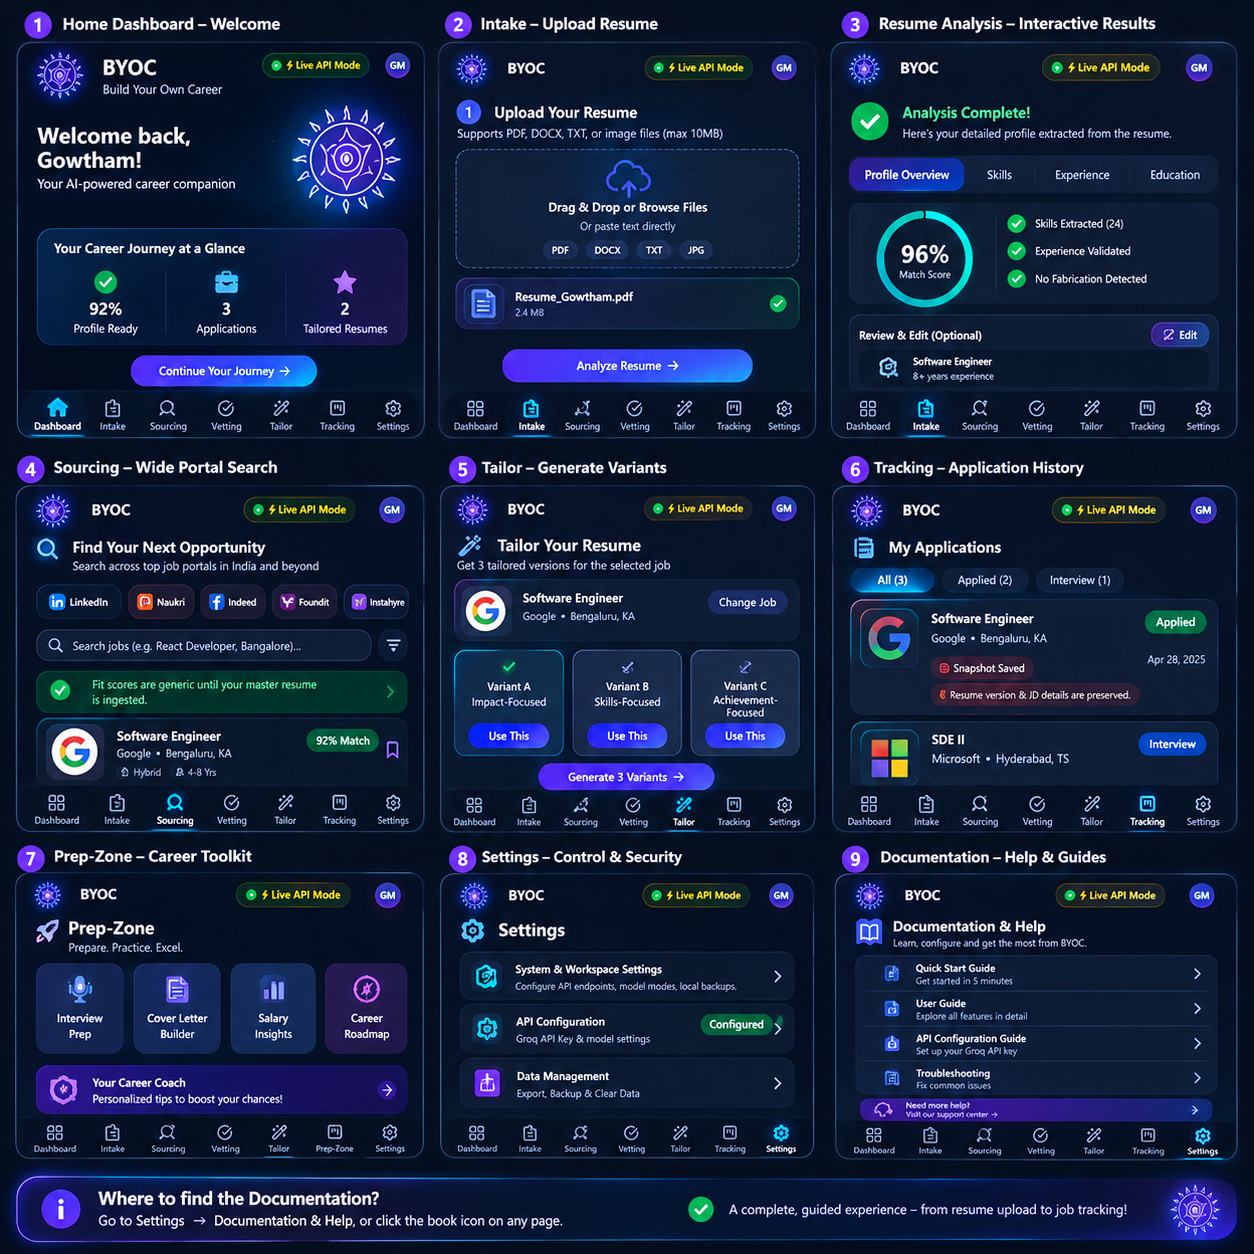 1 Home Dashboard – Welcome
BYOC
Build Your Own Career
Live API Mode
GM
Welcome back,
Gowtham!
Your AI-powered career companion
Your Career Journey at a Glance
92%
Profile Ready
3
Applications
2
Tailored Resumes
Continue Your Journey →
Dashboard Intake Sourcing Vetting Tailor Tracking Settings
2 Intake – Upload Resume
BYOC
Live API Mode
GM
1 Upload Your Resume
Supports PDF, DOCX, TXT, or image files (max 10MB)
Drag & Drop or Browse Files
Or paste text directly
PDF DOCX TXT JPG
Resume_Gowtham.pdf
2.4 MB
Analyze Resume →
Dashboard Intake Sourcing Vetting Tailor Tracking Settings
3 Resume Analysis – Interactive Results
BYOC
Live API Mode
GM
Analysis Complete!
Here's your detailed profile extracted from the resume.
Profile Overview Skills Experience Education
96%
Match Score
Skills Extracted (24)
Experience Validated
No Fabrication Detected
Review & Edit (Optional)
Edit
Software Engineer
8+ years experience
Dashboard Intake Sourcing Vetting Tailor Tracking Settings
4 Sourcing – Wide Portal Search
BYOC
Live API Mode
GM
Find Your Next Opportunity
Search across top job portals in India and beyond
in LinkedIn Naukri Indeed Foundit Instahyre
Search jobs (e.g. React Developer, Bangalore)...
Fit scores are generic until your master resume
is ingested.
Software Engineer
Google • Bengaluru, KA
Hybrid 4-8 Yrs
92% Match
Dashboard Intake Sourcing Vetting Tailor Tracking Settings
5 Tailor – Generate Variants
BYOC
Live API Mode
GM
Tailor Your Resume
Get 3 tailored versions for the selected job
Software Engineer
Google • Bengaluru, KA
Change Job
Variant A
Impact-Focused
Use This
Variant B
Skills-Focused
Use This
Variant C
Achievement-
Focused
Use This
Generate 3 Variants →
Dashboard Intake Sourcing Vetting Tailor Tracking Settings
6 Tracking – Application History
BYOC
Live API Mode
GM
My Applications
All (3) Applied (2) Interview (1)
Software Engineer
Google • Bengaluru, KA
Applied
Apr 28, 2025
Snapshot Saved
Resume version & JD details are preserved.
SDE II
Microsoft • Hyderabad, TS
Interview
Dashboard Intake Sourcing Vetting Tailor Tracking Settings
7 Prep-Zone – Career Toolkit
BYOC
Live API Mode
GM
Prep-Zone
Prepare. Practice. Excel.
Interview
Prep
Cover Letter
Builder
Salary
Insights
Career
Roadmap
Your Career Coach
Personalized tips to boost your chances!
Dashboard Intake Sourcing Vetting Tailor Prep-Zone Settings
8 Settings – Control & Security
BYOC
Live API Mode
GM
Settings
System & Workspace Settings
Configure API endpoints, model modes, local backups.
API Configuration
Groq API Key & model settings
Configured
Data Management
Export, Backup & Clear Data
Dashboard Intake Sourcing Vetting Tailor Tracking Settings
9 Documentation – Help & Guides
BYOC
Live API Mode
GM
Documentation & Help
Learn, configure and get the most from BYOC.
Quick Start Guide
Get started in 5 minutes
User Guide
Explore all features in detail
API Configuration Guide
Set up your Groq API key
Troubleshooting
Fix common issues
Need more help?
Visit our support center →
Dashboard Intake Sourcing Vetting Tailor Tracking Settings
Where to find the Documentation?
Go to Settings → Documentation & Help, or click the book icon on any page.
A complete, guided experience – from resume upload to job tracking!